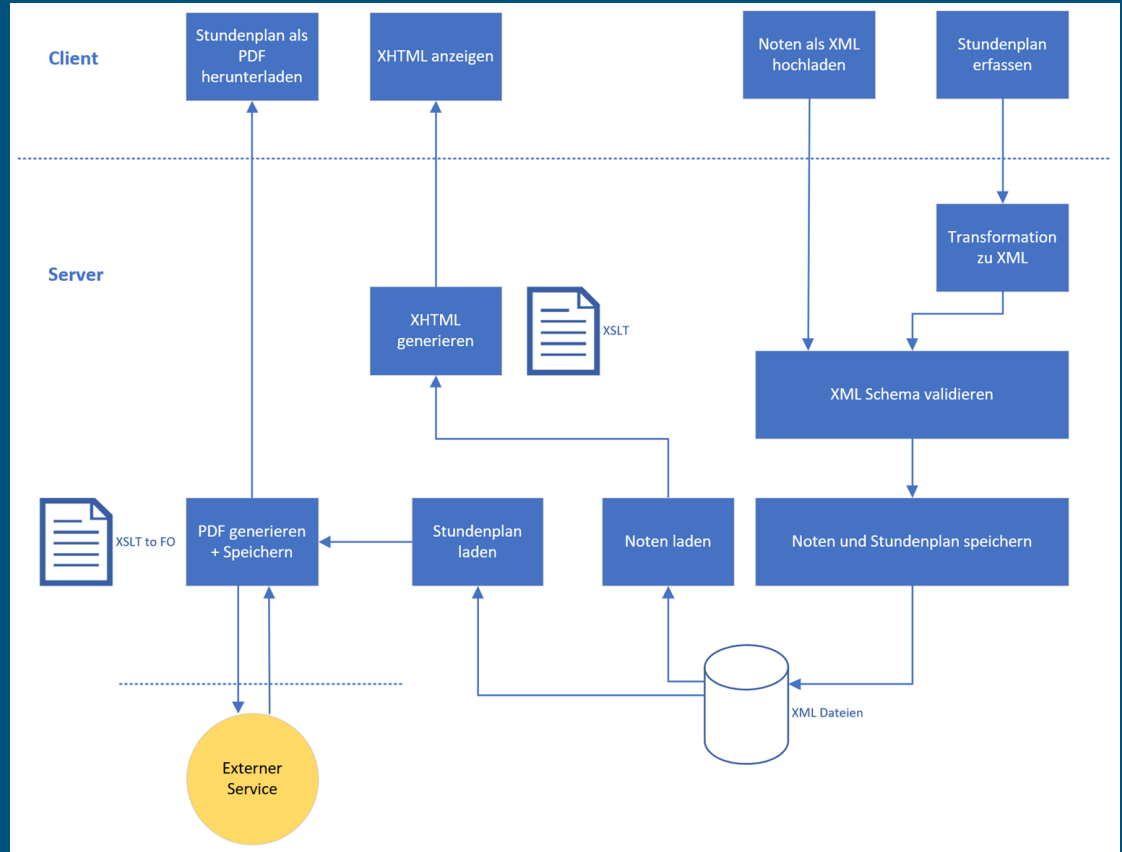 Client
Stundenplan als
PDF
herunterladen
XHTML anzeigen
Noten als XML
hochladen
Stundenplan
erfassen
Server
Transformation
zu XML
XHTML
generieren
XSLT
XML Schema validieren
XSLT to FO
PDF generieren
+ Speichern
Stundenplan
laden
Noten laden
Noten und Stundenplan speichern
XML Dateien
Externer
Service